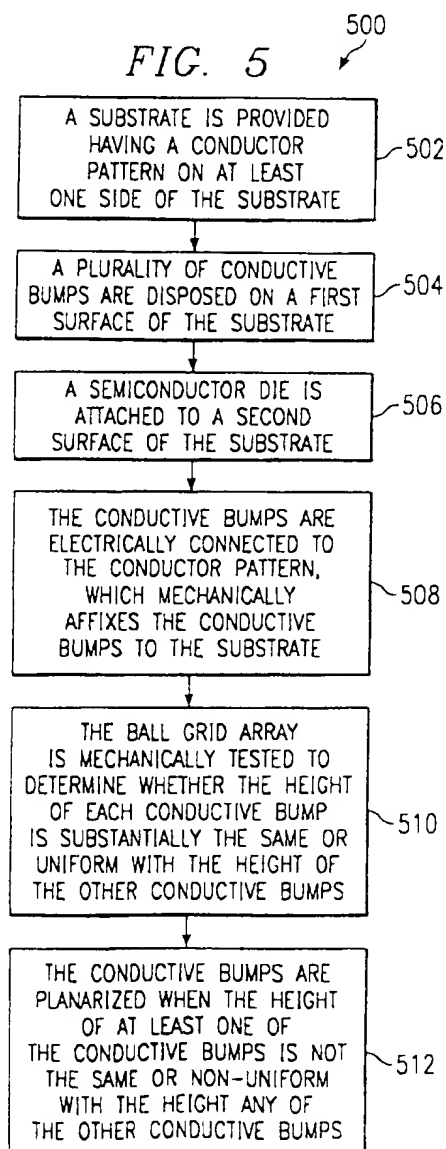 500
FIG. 5
A SUBSTRATE IS PROVIDED
HAVING A CONDUCTOR
PATTERN ON AT LEAST
ONE SIDE OF THE SUBSTRATE
502
A PLURALITY OF CONDUCTIVE
BUMPS ARE DISPOSED ON A FIRST
SURFACE OF THE SUBSTRATE
504
A SEMICONDUCTOR DIE IS
ATTACHED TO A SECOND
SURFACE OF THE SUBSTRATE
506
THE CONDUCTIVE BUMPS ARE
ELECTRICALLY CONNECTED TO
THE CONDUCTOR PATTERN,
WHICH MECHANICALLY
AFFIXES THE CONDUCTIVE
BUMPS TO THE SUBSTRATE
508
THE BALL GRID ARRAY
IS MECHANICALLY TESTED TO
DETERMINE WHETHER THE HEIGHT
OF EACH CONDUCTIVE BUMP
IS SUBSTANTIALLY THE SAME OR
UNIFORM WITH THE HEIGHT OF
THE OTHER CONDUCTIVE BUMPS
510
THE CONDUCTIVE BUMPS ARE
PLANARIZED WHEN THE HEIGHT
OF AT LEAST ONE OF
THE CONDUCTIVE BUMPS IS NOT
THE SAME OR NON-UNIFORM
WITH THE HEIGHT ANY OF
THE OTHER CONDUCTIVE BUMPS
512